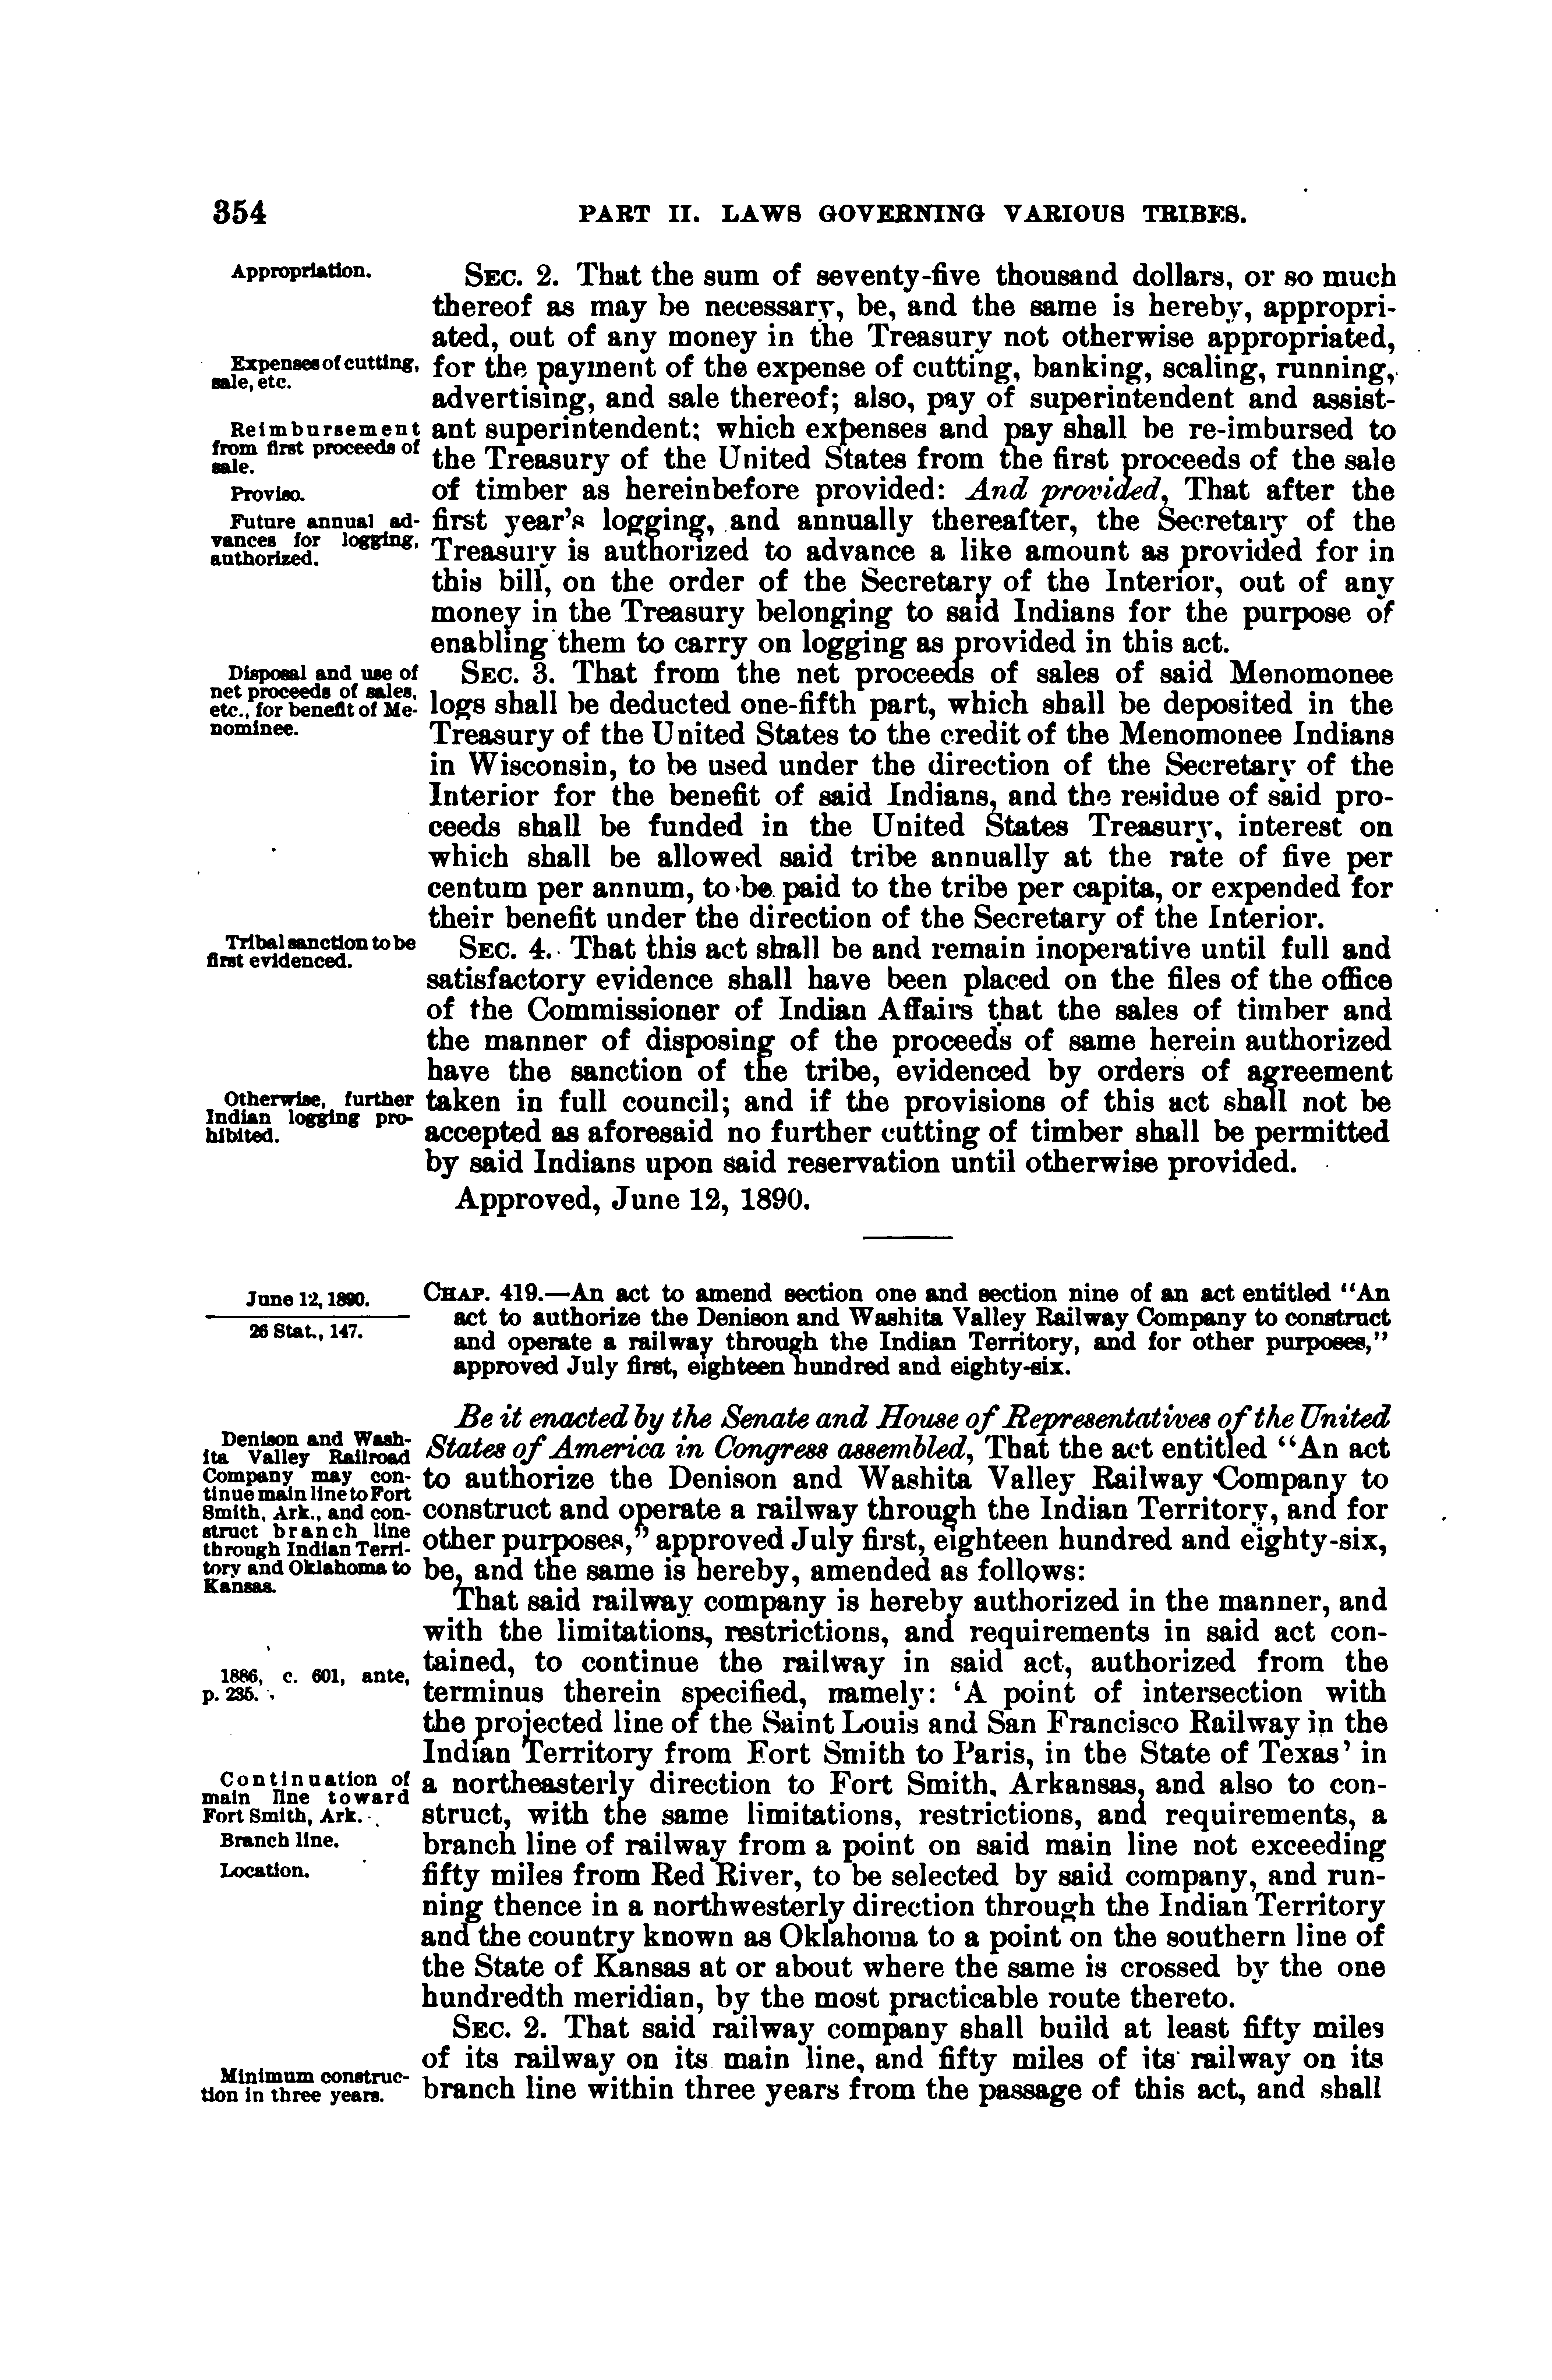 354
PART II. LAWS GOVERNING VARIOUS TRIBES.
Appropriation.
SEC. 2. That the sum of seventy-five thousand dollars, or so much
thereof as may be necessary, be, and the same is hereby, appropri-
ated, out of any money in the Treasury not otherwise appropriated,
Expenses of cutting,
sale, etc.
for the payment of the expense of cutting, banking, scaling, running,
advertising, and sale thereof; also, pay of superintendent and assist-
Reimbursement
from first proceeds of
sale.
ant superintendent; which expenses and pay shall be re-imbursed to
the Treasury of the United States from the first proceeds of the sale
Proviso.
of timber as hereinbefore provided: And provided, That after the
Future annual ad-
vances for logging,
authorized.
first year's logging, and annually thereafter, the Secretary of the
Treasury is authorized to advance a like amount as provided for in
this bill, on the order of the Secretary of the Interior, out of any
money in the Treasury belonging to said Indians for the purpose of
enabling them to carry on logging as provided in this act.
Disposal and use of
net proceeds of sales,
etc., for benefit of Me-
nominee.
SEC. 3. That from the net proceeds of sales of said Menomonee
logs shall be deducted one-fifth part, which shall be deposited in the
Treasury of the United States to the credit of the Menomonee Indians
in Wisconsin, to be used under the direction of the Secretary of the
Interior for the benefit of said Indians, and the residue of said pro-
ceeds shall be funded in the United States Treasury, interest on
which shall be allowed said tribe annually at the rate of five per
centum per annum, to be paid to the tribe per capita, or expended for
their benefit under the direction of the Secretary of the Interior.
Tribal sanction to be
first evidenced.
SEC. 4. That this act shall be and remain inoperative until full and
satisfactory evidence shall have been placed on the files of the office
of the Commissioner of Indian Affairs that the sales of timber and
the manner of disposing of the proceeds of same herein authorized
have the sanction of the tribe, evidenced by orders of agreement
Otherwise, further
Indian logging pro-
hibited.
taken in full council; and if the provisions of this act shall not be
accepted as aforesaid no further cutting of timber shall be permitted
by said Indians upon said reservation until otherwise provided.
Approved, June 12, 1890.
June 12, 1890.
26 Stat., 147.
CHAP. 419.—An act to amend section one and section nine of an act entitled "An
act to authorize the Denison and Washita Valley Railway Company to construct
and operate a railway through the Indian Territory, and for other purposes,"
approved July first, eighteen hundred and eighty-six.
Be it enacted by the Senate and House of Representatives of the United
Denison and Wash-
ita Valley Railroad
Company may con-
tinue main line to Fort
Smith, Ark., and con-
struct branch line
through Indian Terri-
tory and Oklahoma to
Kansas.
States of America in Congress assembled, That the act entitled "An act
to authorize the Denison and Washita Valley Railway Company to
construct and operate a railway through the Indian Territory, and for
other purposes," approved July first, eighteen hundred and eighty-six,
be, and the same is hereby, amended as follows:
That said railway company is hereby authorized in the manner, and
with the limitations, restrictions, and requirements in said act con-
1886, c. 601, ante,
p. 235.
tained, to continue the railway in said act, authorized from the
terminus therein specified, namely: 'A point of intersection with
the projected line of the Saint Louis and San Francisco Railway in the
Indian Territory from Fort Smith to Paris, in the State of Texas' in
Continuation of
main line toward
Fort Smith, Ark.
a northeasterly direction to Fort Smith, Arkansas, and also to con-
struct, with the same limitations, restrictions, and requirements, a
Branch line.
branch line of railway from a point on said main line not exceeding
Location.
fifty miles from Red River, to be selected by said company, and run-
ning thence in a northwesterly direction through the Indian Territory
and the country known as Oklahoma to a point on the southern line of
the State of Kansas at or about where the same is crossed by the one
hundredth meridian, by the most practicable route thereto.
SEC. 2. That said railway company shall build at least fifty miles
of its railway on its main line, and fifty miles of its railway on its
Minimum construc-
tion in three years.
branch line within three years from the passage of this act, and shall